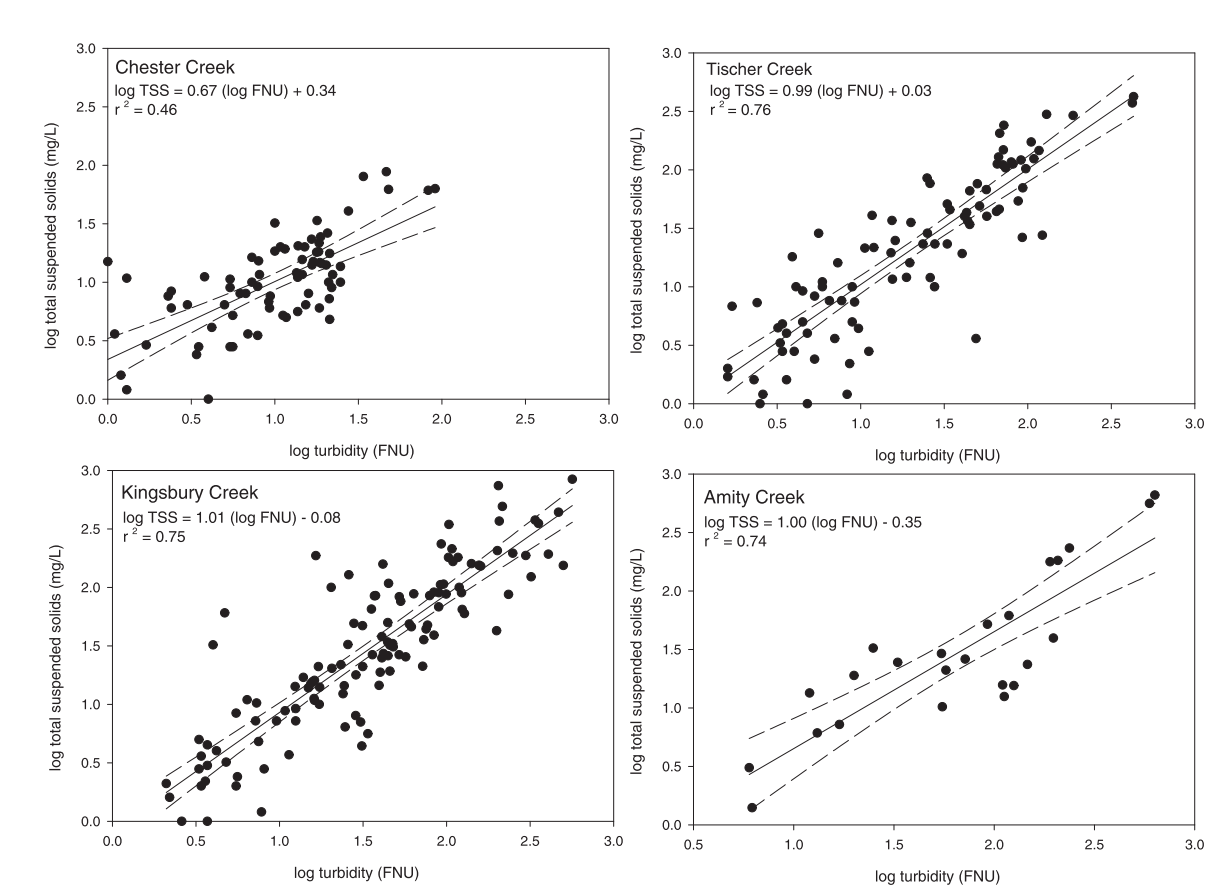 Chester Creek
log TSS = 0.67 (log FNU) + 0.34
r 2 = 0.46
log total suspended solids (mg/L)
3.0
2.5
2.0
1.5
1.0
0.5
0.0
0.0 0.5 1.0 1.5 2.0 2.5 3.0
log turbidity (FNU)
Tischer Creek
log TSS = 0.99 (log FNU) + 0.03
r 2 = 0.76
log total suspended solids (mg/L)
3.0
2.5
2.0
1.5
1.0
0.5
0.0
0.0 0.5 1.0 1.5 2.0 2.5 3.0
log turbidity (FNU)
Kingsbury Creek
log TSS = 1.01 (log FNU) - 0.08
r 2 = 0.75
log total suspended solids (mg/L)
3.0
2.5
2.0
1.5
1.0
0.5
0.0
0.0 0.5 1.0 1.5 2.0 2.5 3.0
log turbidity (FNU)
Amity Creek
log TSS = 1.00 (log FNU) - 0.35
r 2 = 0.74
log total suspended solids (mg/L)
3.0
2.5
2.0
1.5
1.0
0.5
0.0
0.5 1.0 1.5 2.0 2.5 3.0
log turbidity (FNU)